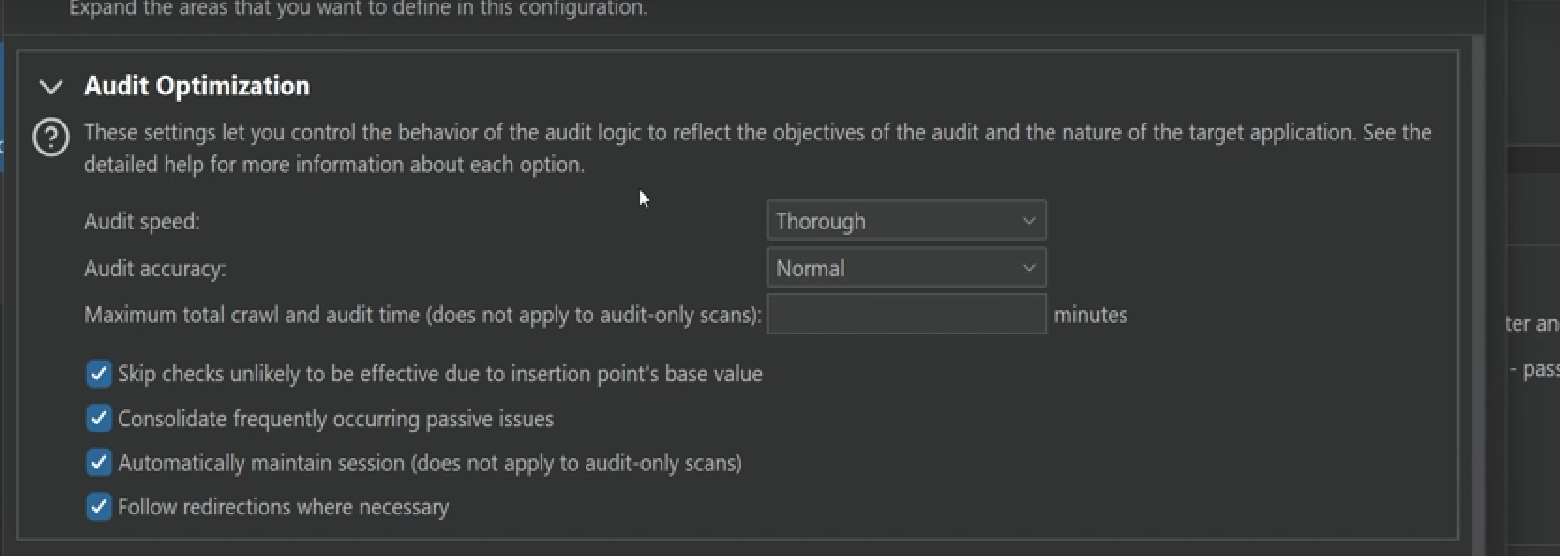 Expand the areas that you want to define in this configuration.
Audit Optimization
These settings let you control the behavior of the audit logic to reflect the objectives of the audit and the nature of the target application. See the
detailed help for more information about each option.
Audit speed: Thorough
Audit accuracy: Normal
Maximum total crawl and audit time (does not apply to audit-only scans): minutes
Skip checks unlikely to be effective due to insertion point's base value
Consolidate frequently occurring passive issues
Automatically maintain session (does not apply to audit-only scans)
Follow redirections where necessary